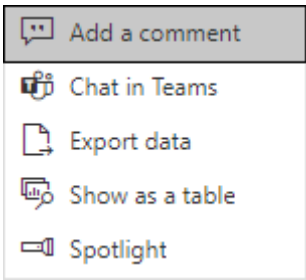 Add a comment
Chat in Teams
Export data
Show as a table
Spotlight